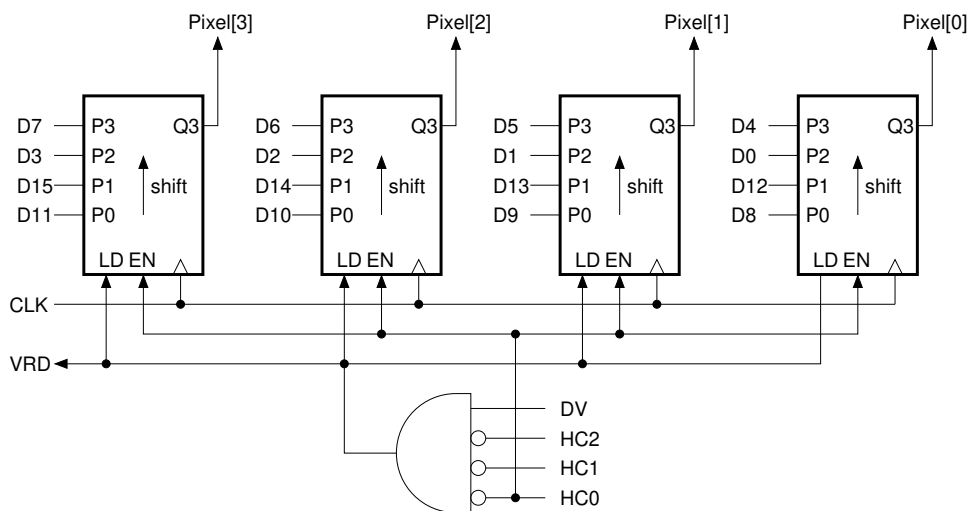 Pixel[3] Pixel[2] Pixel[1] Pixel[0]
D7 P3 Q3 D6 P3 Q3 D5 P3 Q3 D4 P3 Q3
D3 P2 D2 P2 D1 P2 D0 P2
D15 P1 shift D14 P1 shift D13 P1 shift D12 P1 shift
D11 P0 D10 P0 D9 P0 D8 P0
LD EN LD EN LD EN LD EN
CLK
VRD
DV
HC2
HC1
HC0